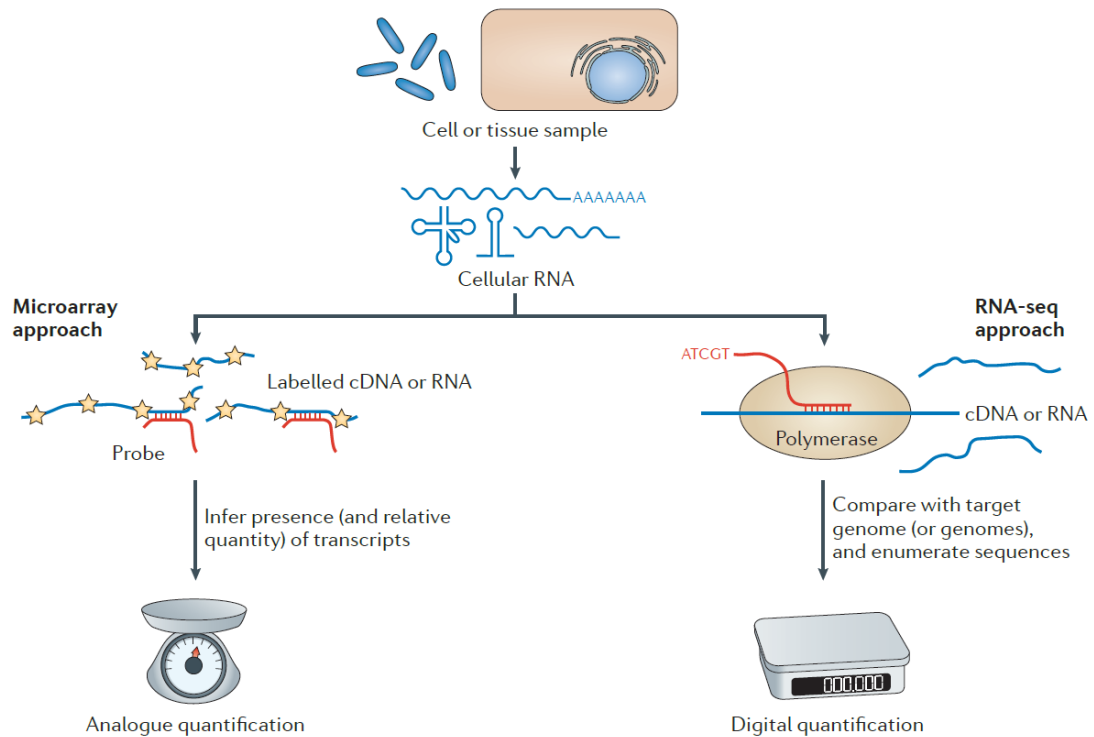 Cell or tissue sample
AAAAAAA
Cellular RNA
Microarray
approach
Labelled cDNA or RNA
Probe
Infer presence (and relative
quantity) of transcripts
Analogue quantification
RNA-seq
approach
ATCGT
cDNA or RNA
Polymerase
Compare with target
genome (or genomes),
and enumerate sequences
000,000
Digital quantification